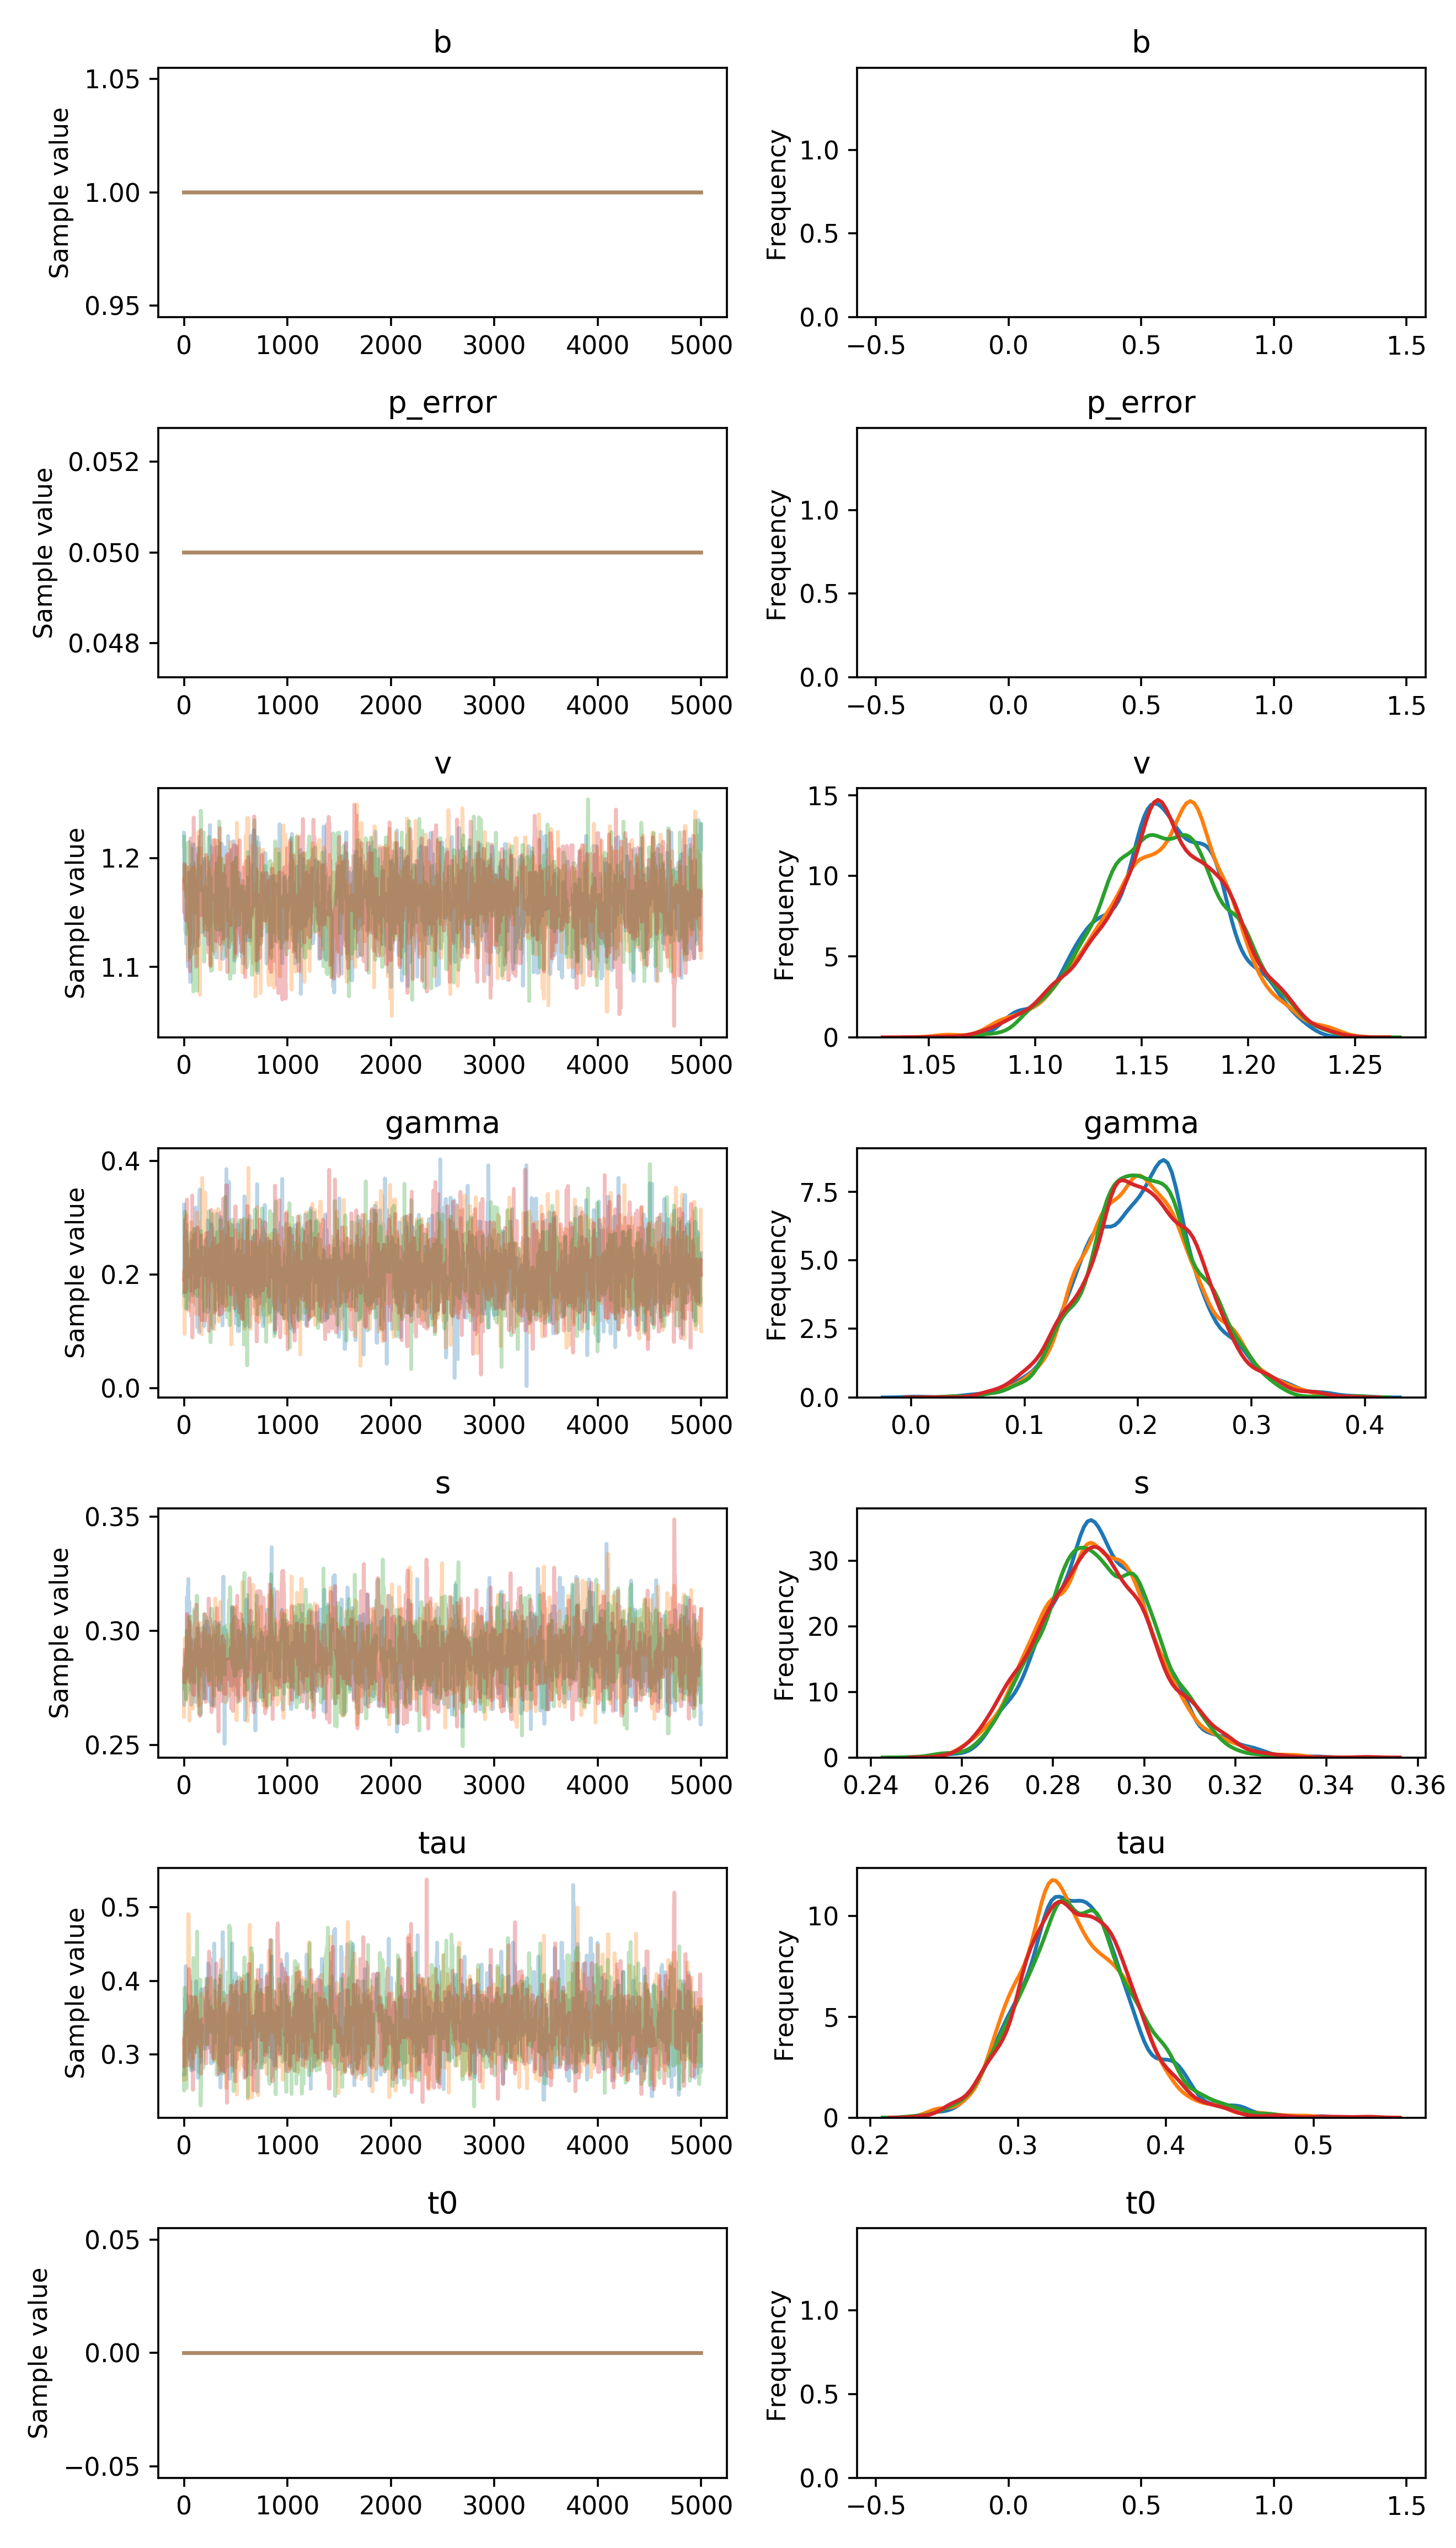 b
b
Sample value
1.05
1.00
0.95
0 1000 2000 3000 4000 5000
Frequency
1.0
0.5
0.0
−0.5 0.0 0.5 1.0 1.5
p_error
p_error
Sample value
0.052
0.050
0.048
0 1000 2000 3000 4000 5000
Frequency
1.0
0.5
0.0
−0.5 0.0 0.5 1.0 1.5
v
v
Sample value
1.2
1.1
0 1000 2000 3000 4000 5000
Frequency
15
10
5
0
1.05 1.10 1.15 1.20 1.25
gamma
gamma
Sample value
0.4
0.2
0.0
0 1000 2000 3000 4000 5000
Frequency
7.5
5.0
2.5
0.0
0.0 0.1 0.2 0.3 0.4
s
s
Sample value
0.35
0.30
0.25
0 1000 2000 3000 4000 5000
Frequency
30
20
10
0
0.24 0.26 0.28 0.30 0.32 0.34 0.36
tau
tau
Sample value
0.5
0.4
0.3
0 1000 2000 3000 4000 5000
Frequency
10
5
0
0.2 0.3 0.4 0.5
t0
t0
Sample value
0.05
0.00
−0.05
0 1000 2000 3000 4000 5000
Frequency
1.0
0.5
0.0
−0.5 0.0 0.5 1.0 1.5